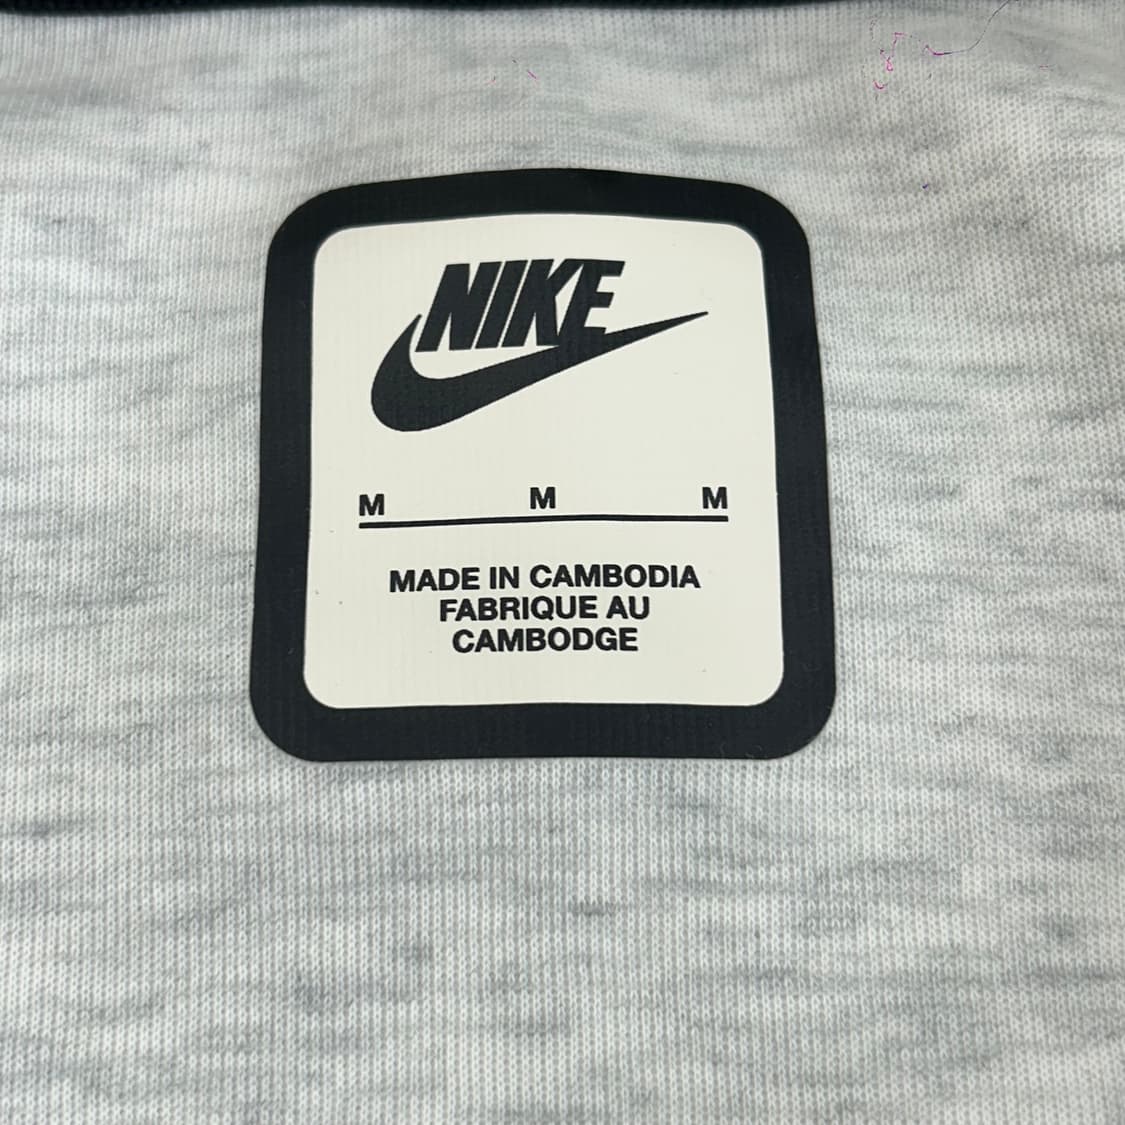 NIKE
M M M
MADE IN CAMBODIA
FABRIQUE AU
CAMBODGE